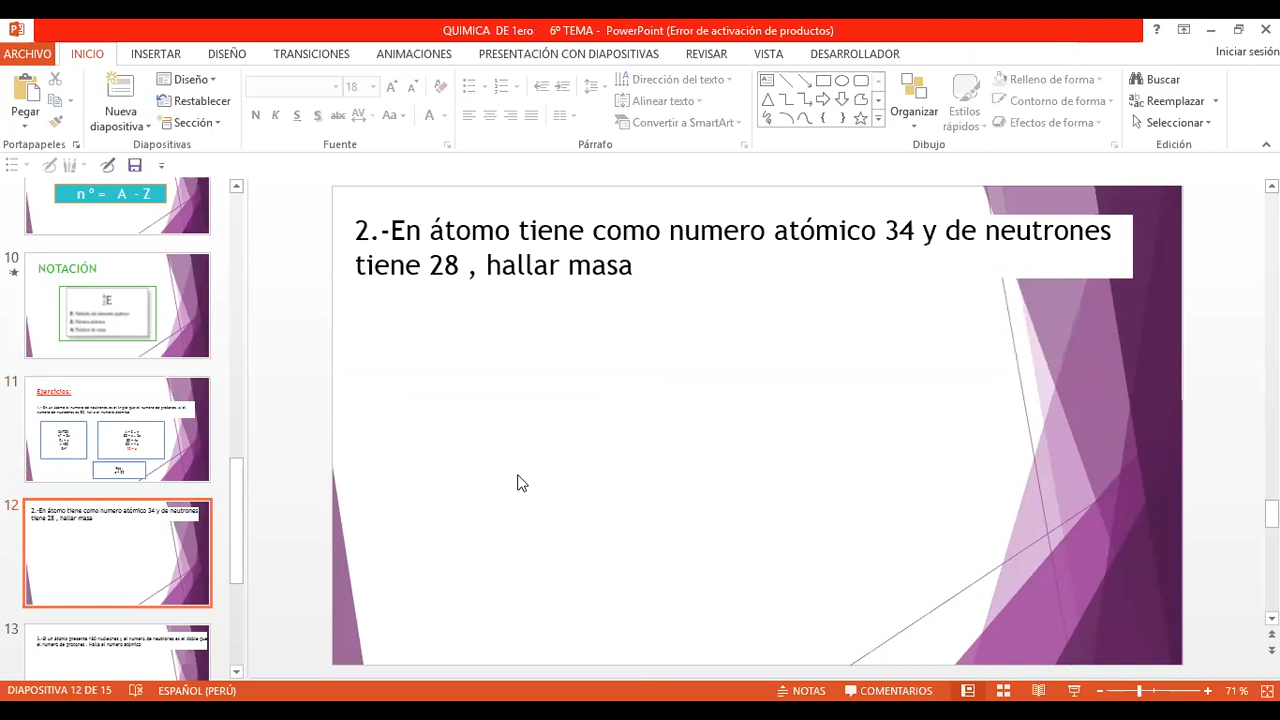 QUIMICA DE 1ero 6º TEMA - PowerPoint (Error de activación de productos)
ARCHIVO INICIO INSERTAR DISEÑO TRANSICIONES ANIMACIONES PRESENTACIÓN CON DIAPOSITIVAS REVISAR VISTA DESARROLLADOR Iniciar sesión
Pegar
Nueva diapositiva
Diseño
Restablecer
Sección
18
N K S S abc AV Aa A
Dirección del texto
Alinear texto
Convertir a SmartArt
Organizar
Estilos rápidos
Relleno de forma
Contorno de forma
Efectos de forma
Buscar
Reemplazar
Seleccionar
Portapapeles Diapositivas Fuente Párrafo Dibujo Edición
n º = A - Z
10
NOTACIÓN
E
11
Ejercicios:
12
2.-En átomo tiene como numero atómico 34 y de neutrones
tiene 28 , hallar masa
13
2.-En átomo tiene como numero atómico 34 y de neutrones
tiene 28 , hallar masa
DIAPOSITIVA 12 DE 15 ESPAÑOL (PERÚ) NOTAS COMENTARIOS 71 %